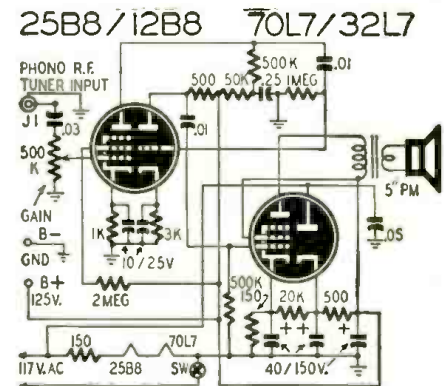 25B8/12B8 70L7/32L7
PHONO R.F.
TUNER INPUT
J1
.03
500
K
GAIN
B-
GND
B+
125V.
.01
500 50K .25 1MEG
500K
.01
5" PM
.05
1K 3K
10/25V
2MEG
500K
150
20K 500
+ + +
40/150V.
150 25B8 70L7
117V. AC
SW